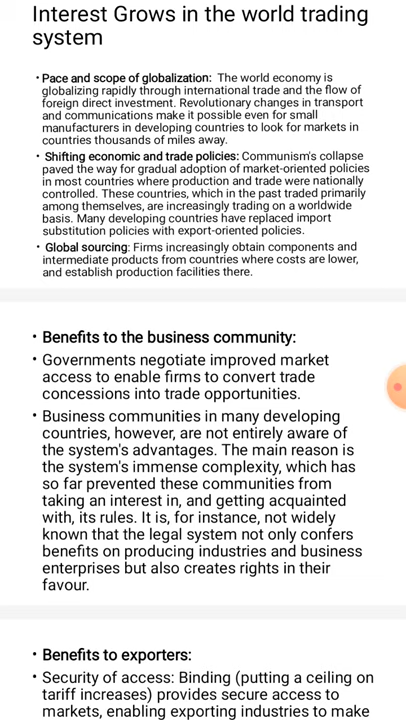 Interest Grows in the world trading
system
• Pace and scope of globalization: The world economy is
globalizing rapidly through international trade and the flow of
foreign direct investment. Revolutionary changes in transport
and communications make it possible even for small
manufacturers in developing countries to look for markets in
countries thousands of miles away.
• Shifting economic and trade policies: Communism's collapse
paved the way for gradual adoption of market-oriented policies
in most countries where production and trade were nationally
controlled. These countries, which in the past traded primarily
among themselves, are increasingly trading on a worldwide
basis. Many developing countries have replaced import
substitution policies with export-oriented policies.
• Global sourcing: Firms increasingly obtain components and
intermediate products from countries where costs are lower,
and establish production facilities there.
• Benefits to the business community:
• Governments negotiate improved market
access to enable firms to convert trade
concessions into trade opportunities.
• Business communities in many developing
countries, however, are not entirely aware of
the system's advantages. The main reason is
the system's immense complexity, which has
so far prevented these communities from
taking an interest in, and getting acquainted
with, its rules. It is, for instance, not widely
known that the legal system not only confers
benefits on producing industries and business
enterprises but also creates rights in their
favour.
• Benefits to exporters:
• Security of access: Binding (putting a ceiling on
tariff increases) provides secure access to
markets, enabling exporting industries to make